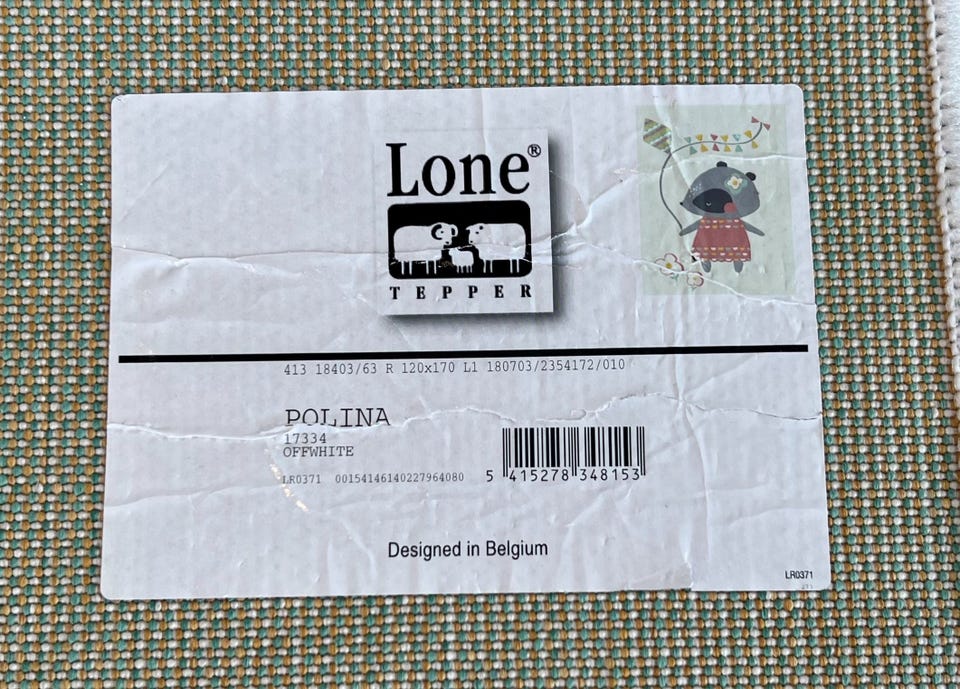 Lone®
TEPPER
413 18403/63 R 120x170 L1 180703/2354172/010
POLINA
17334
OFFWHITE
LR0371 00154146140227964080
5 415278 348153
Designed in Belgium
LR0371